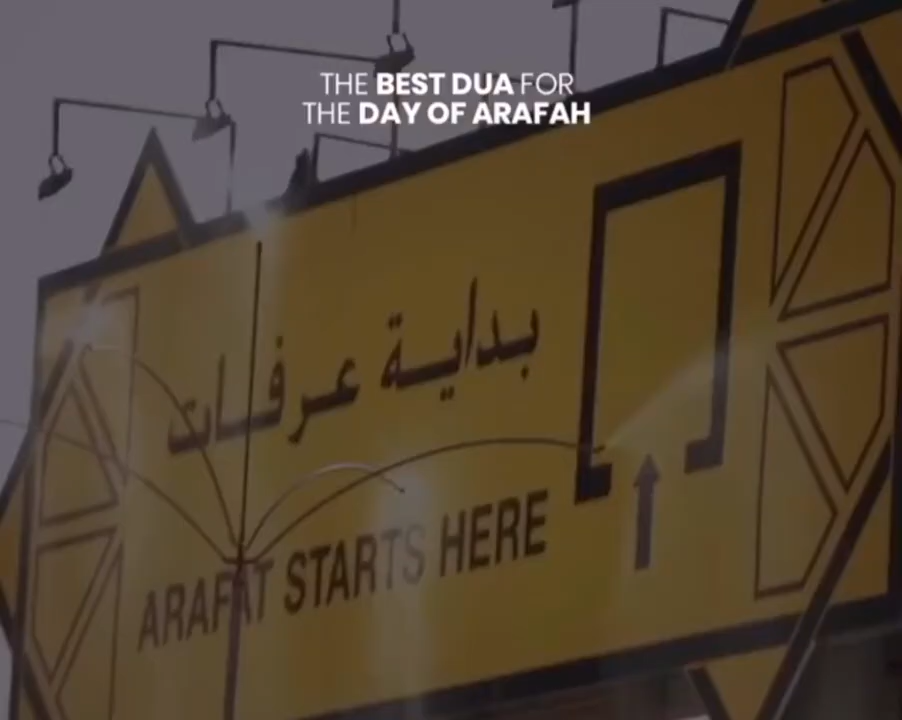 THE BEST DUA FOR
THE DAY OF ARAFAH
بداية عرفات
ARAFAT STARTS HERE